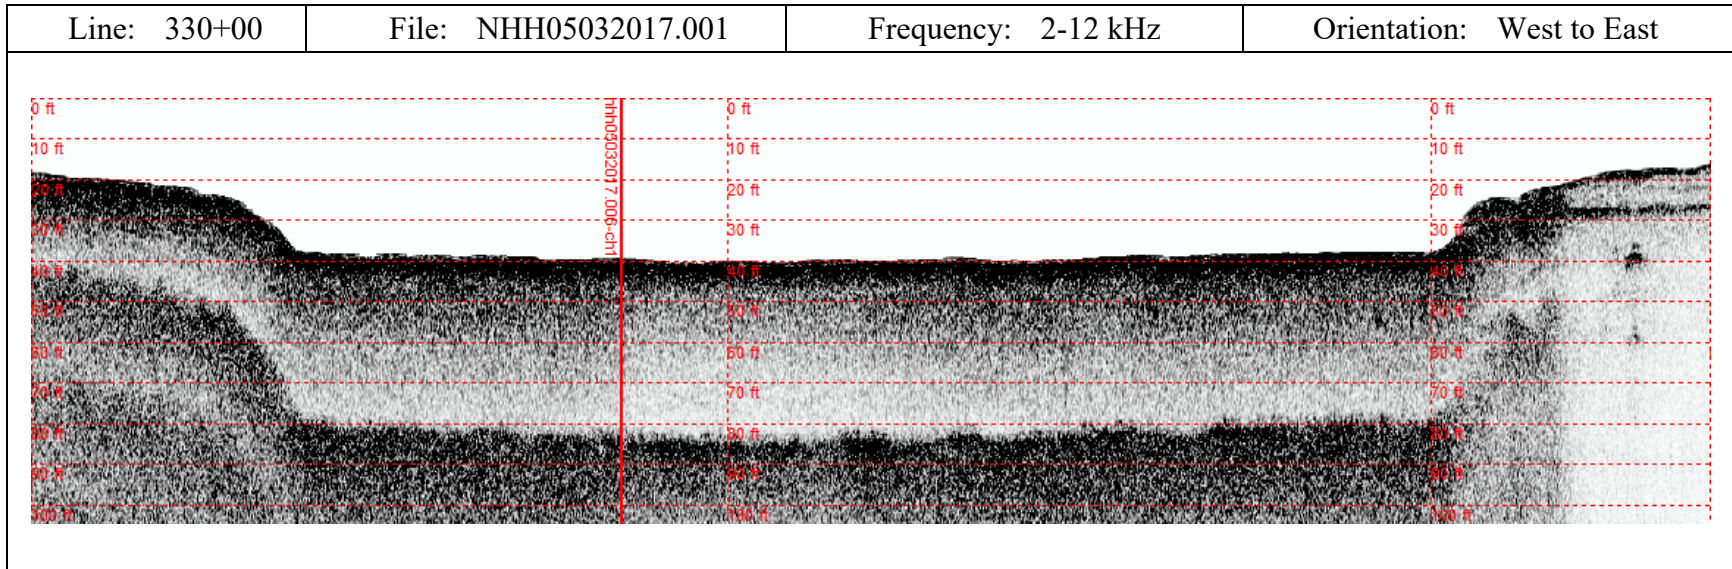 Line: 330+00 File: NHH05032017.001 Frequency: 2-12 kHz Orientation: West to East
0 ft 0 ft 0 ft
10 ft 10 ft 10 ft
20 ft 20 ft 20 ft
30 ft 30 ft 30 ft
40 ft 40 ft 40 ft
50 ft 50 ft 50 ft
60 ft 60 ft 60 ft
70 ft 70 ft 70 ft
80 ft 80 ft 80 ft
90 ft 90 ft 90 ft
100 ft 100 ft 100 ft
nhh05032017.006-ch1